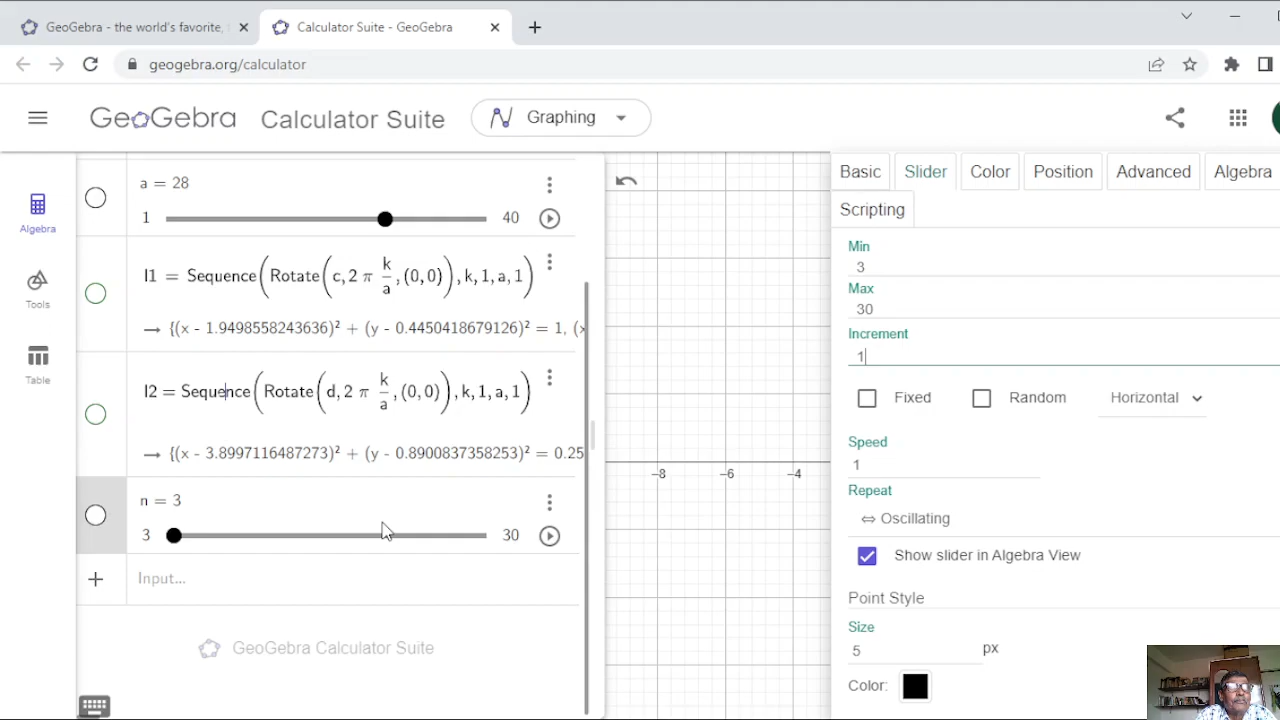 GeoGebra - the world's favorite,
Calculator Suite - GeoGebra
geogebra.org/calculator
GeoGebra Calculator Suite Graphing
Algebra
Tools
Table
a = 28
1 40
l1 = Sequence(Rotate(c, 2 π k/a, (0, 0)), k, 1, a, 1)
→ {(x - 1.9498558243636)² + (y - 0.4450418679126)² = 1, (x
l2 = Sequence(Rotate(d, 2 π k/a, (0, 0)), k, 1, a, 1)
→ {(x - 3.8997116487273)² + (y - 0.8900837358253)² = 0.25
n = 3
3 30
+ Input...
GeoGebra Calculator Suite
-8 -6 -4
Basic Slider Color Position Advanced Algebra
Scripting
Min
3
Max
30
Increment
1
Fixed Random Horizontal
Speed
1
Repeat
⇔ Oscillating
Show slider in Algebra View
Point Style
Size
5 px
Color: